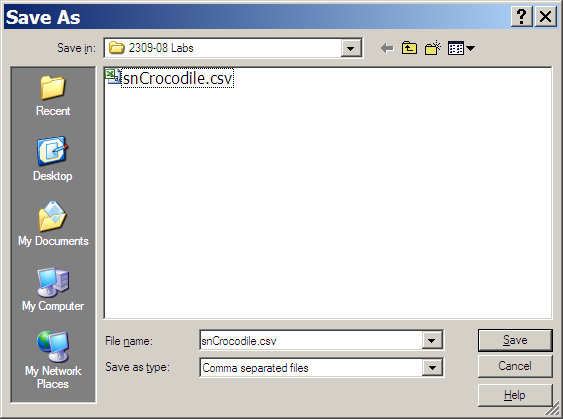 Save As
Save in:
2309-08 Labs
Recent
Desktop
My Documents
My Computer
My Network
Places
snCrocodile.csv
File name:
snCrocodile.csv
Save
Save as type:
Comma separated files
Cancel
Help